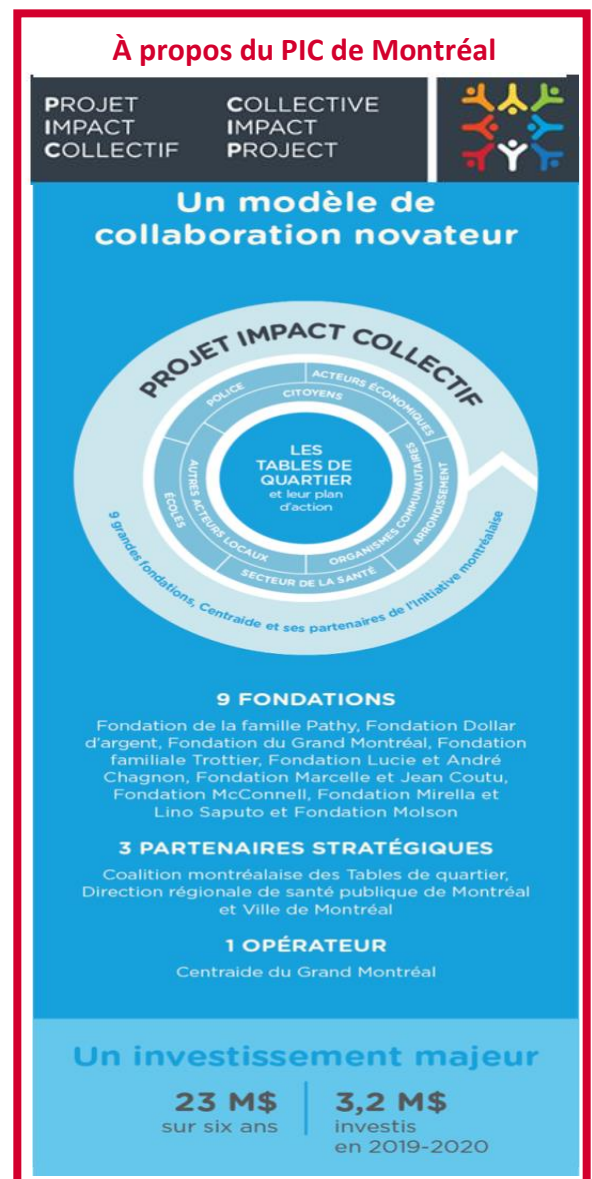 À propos du PIC de Montréal
PROJET
IMPACT
COLLECTIF
COLLECTIVE
IMPACT
PROJECT
Un modèle de
collaboration novateur
PROJET IMPACT COLLECTIF
POLICE
ACTEURS ÉCONOMIQUES
CITOYENS
LES
TABLES DE
QUARTIER
et leur plan
d'action
AUTRES ACTEURS LOCAUX
ORGANISMES COMMUNAUTAIRES
ARRONDISSEMENT
ÉCOLES
SECTEUR DE LA SANTÉ
9 grandes fondations, Centraide et ses partenaires de l'Initiative montréalaise
9 FONDATIONS
Fondation de la famille Pathy, Fondation Dollar
d'argent, Fondation du Grand Montréal, Fondation
familiale Trottier, Fondation Lucie et André
Chagnon, Fondation Marcelle et Jean Coutu,
Fondation McConnell, Fondation Mirella et
Lino Saputo et Fondation Molson
3 PARTENAIRES STRATÉGIQUES
Coalition montréalaise des Tables de quartier,
Direction régionale de santé publique de Montréal
et Ville de Montréal
1 OPÉRATEUR
Centraide du Grand Montréal
Un investissement majeur
23 M$
sur six ans
3,2 M$
investis
en 2019-2020